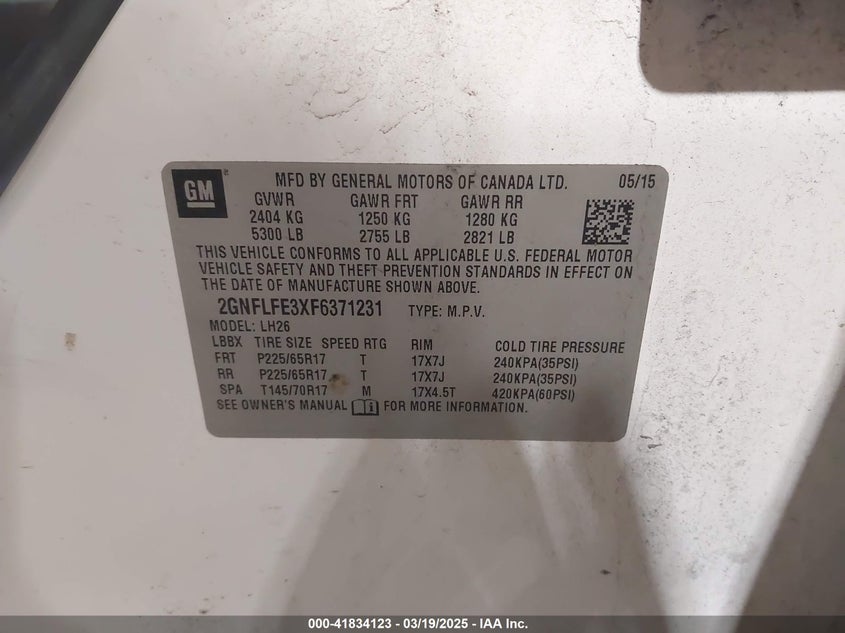 GM
MFD BY GENERAL MOTORS OF CANADA LTD. 05/15
GVWR GAWR FRT GAWR RR
2404 KG 1250 KG 1280 KG
5300 LB 2755 LB 2821 LB
THIS VEHICLE CONFORMS TO ALL APPLICABLE U.S. FEDERAL MOTOR
VEHICLE SAFETY AND THEFT PREVENTION STANDARDS IN EFFECT ON
THE DATE OF MANUFACTURE SHOWN ABOVE.
2GNFLFE3XF6371231 TYPE: M.P.V.
MODEL: LH26
LBBX TIRE SIZE SPEED RTG RIM COLD TIRE PRESSURE
FRT P225/65R17 T 17X7J 240KPA(35PSI)
RR P225/65R17 T 17X7J 240KPA(35PSI)
SPA T145/70R17 M 17X4.5T 420KPA(60PSI)
SEE OWNER'S MANUAL FOR MORE INFORMATION.
000-41834123 - 03/19/2025 - IAA Inc.